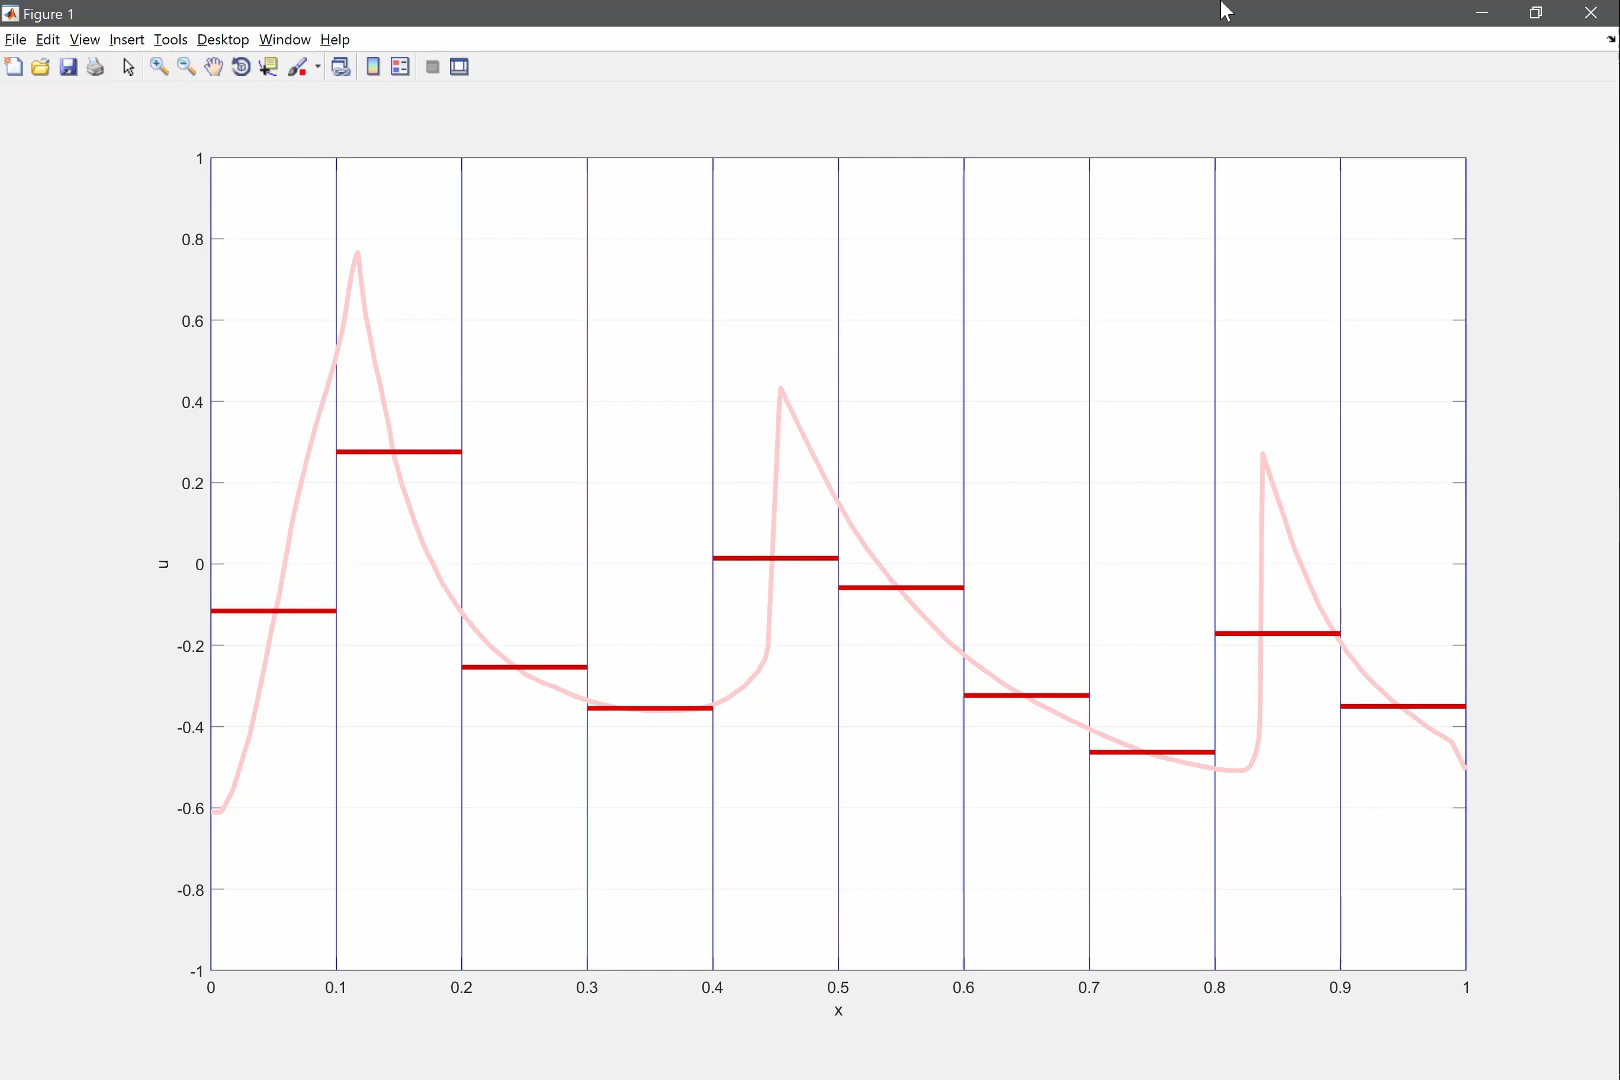 Figure 1
File Edit View Insert Tools Desktop Window Help
1
0.8
0.6
0.4
0.2
0
-0.2
-0.4
-0.6
-0.8
-1
u
0 0.1 0.2 0.3 0.4 0.5 0.6 0.7 0.8 0.9 1
x